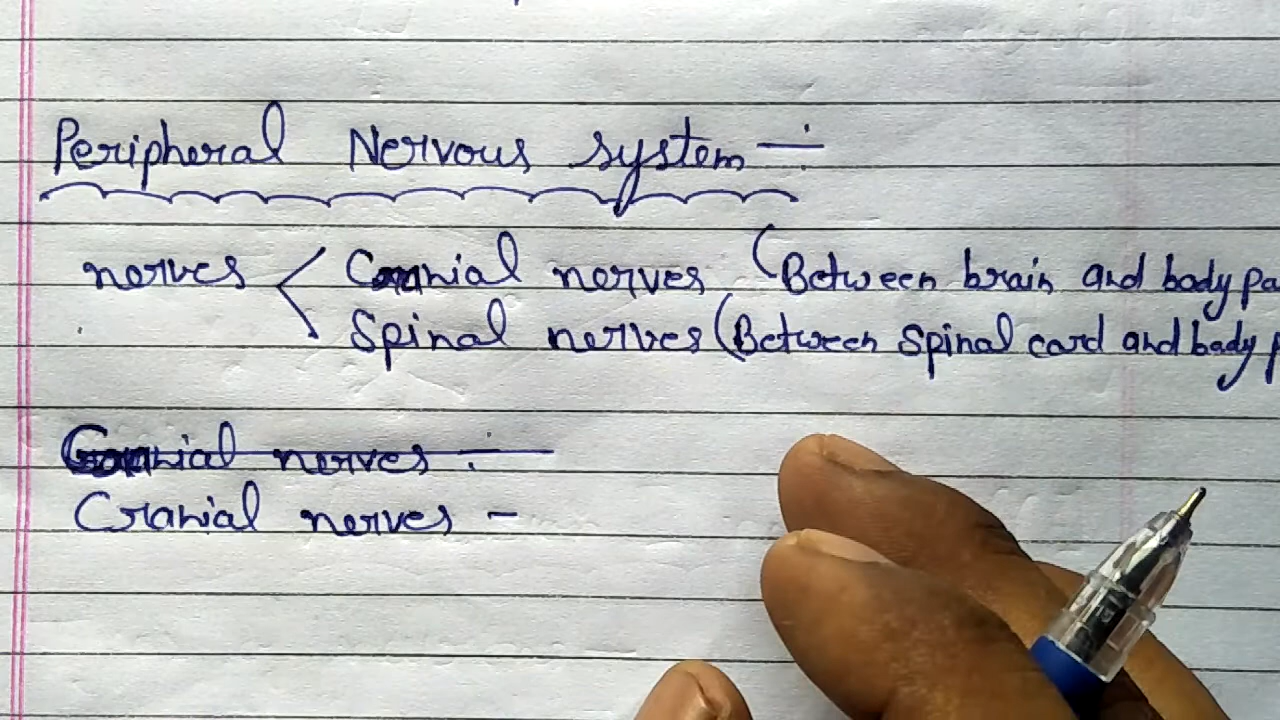 Peripheral Nervous system :-
nerves < Cranial nerves (Between brain and body pa
Spinal nerves (Between Spinal card and body p
Cranial nerves :-
Cranial nerves -